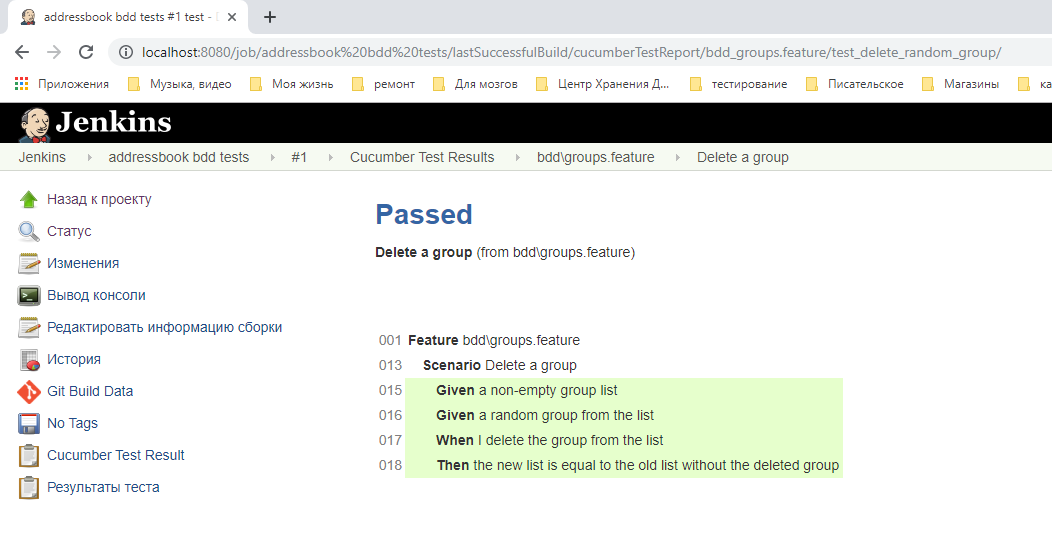 addressbook bdd tests #1 test - D
localhost:8080/job/addressbook%20bdd%20tests/lastSuccessfulBuild/cucumberTestReport/bdd_groups.feature/test_delete_random_group/
Приложения Музыка, видео Моя жизнь ремонт Для мозгов Центр Хранения Д... тестирование Писательское Магазины ка
Jenkins
Jenkins addressbook bdd tests #1 Cucumber Test Results bdd\groups.feature Delete a group
Назад к проекту
Статус
Изменения
Вывод консоли
Редактировать информацию сборки
История
Git Build Data
No Tags
Cucumber Test Result
Результаты теста
Passed
Delete a group (from bdd\groups.feature)
001 Feature bdd\groups.feature
013 Scenario Delete a group
015 Given a non-empty group list
016 Given a random group from the list
017 When I delete the group from the list
018 Then the new list is equal to the old list without the deleted group